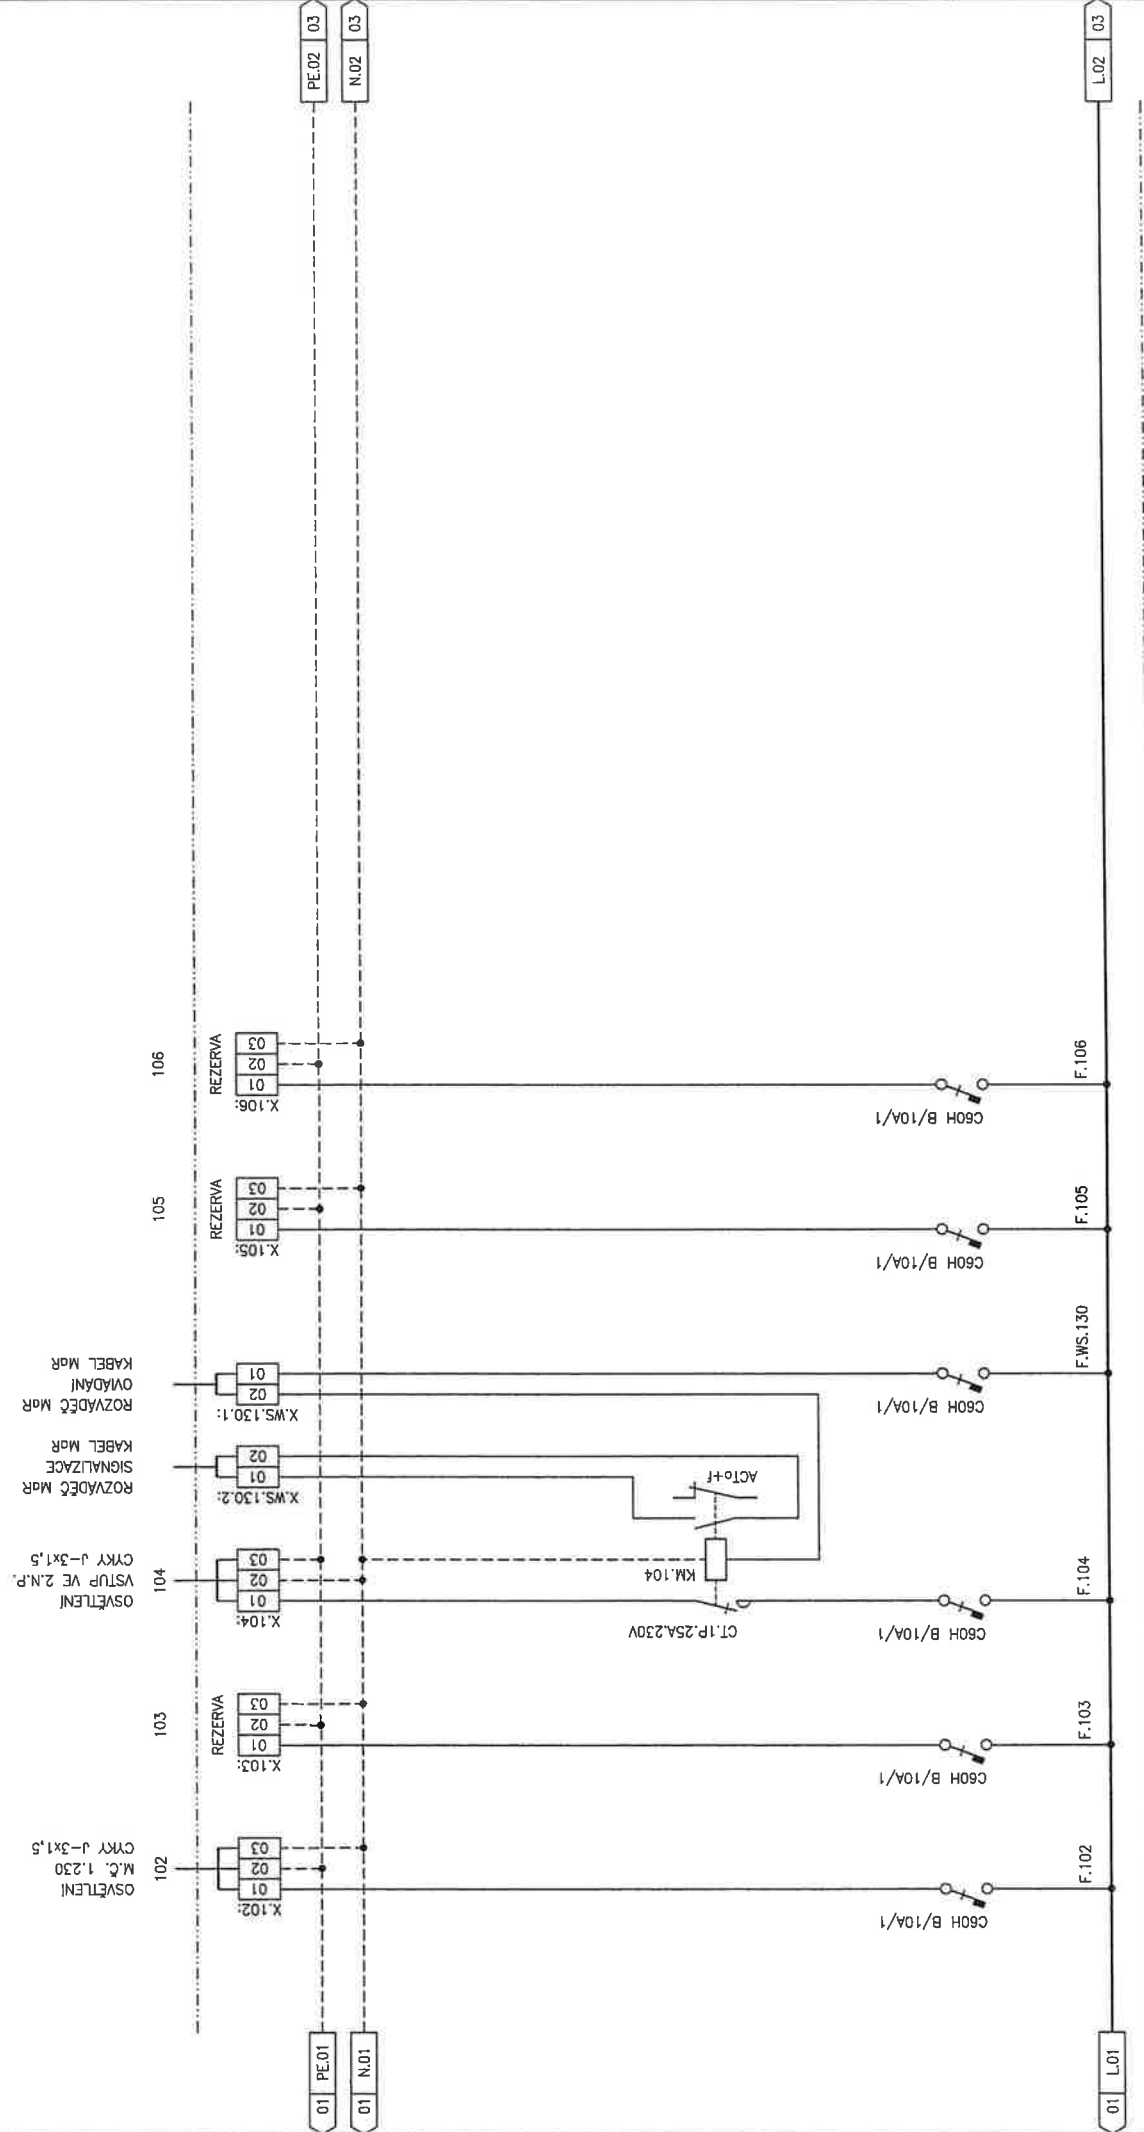 PE.02 03
N.02 03
L.02 03
106
REZERVA
X.106:
01
02
03
C60H B/10A/1
F.106
105
REZERVA
X.105:
01
02
03
C60H B/10A/1
F.105
ROZVÁDĚČ MaR
OVLÁDÁNÍ
KABEL MaR
X.WS.130.1:
02
01
C60H B/10A/1
F.WS.130
ROZVÁDĚČ MaR
SIGNALIZACE
KABEL MaR
X.WS.130.2:
01
02
ACTo+f
KM.104
CT.1P.25A.230V
104
OSVĚTLENÍ
VSTUP VE 2.N.P.
CYKY J-3x1,5
X.104:
01
02
03
C60H B/10A/1
F.104
103
REZERVA
X.103:
01
02
03
C60H B/10A/1
F.103
102
OSVĚTLENÍ
M.Č. 1.230
CYKY J-3x1,5
X.102:
01
02
03
C60H B/10A/1
F.102
01 PE.01
01 N.01
01 L.01